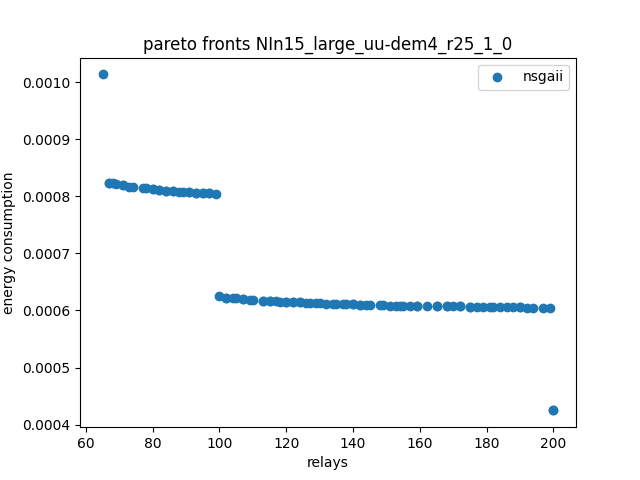 pareto fronts NIn15_large_uu-dem4_r25_1_0
nsgaii
0.0010
0.0009
0.0008
0.0007
0.0006
0.0005
0.0004
energy consumption
60 80 100 120 140 160 180 200
relays